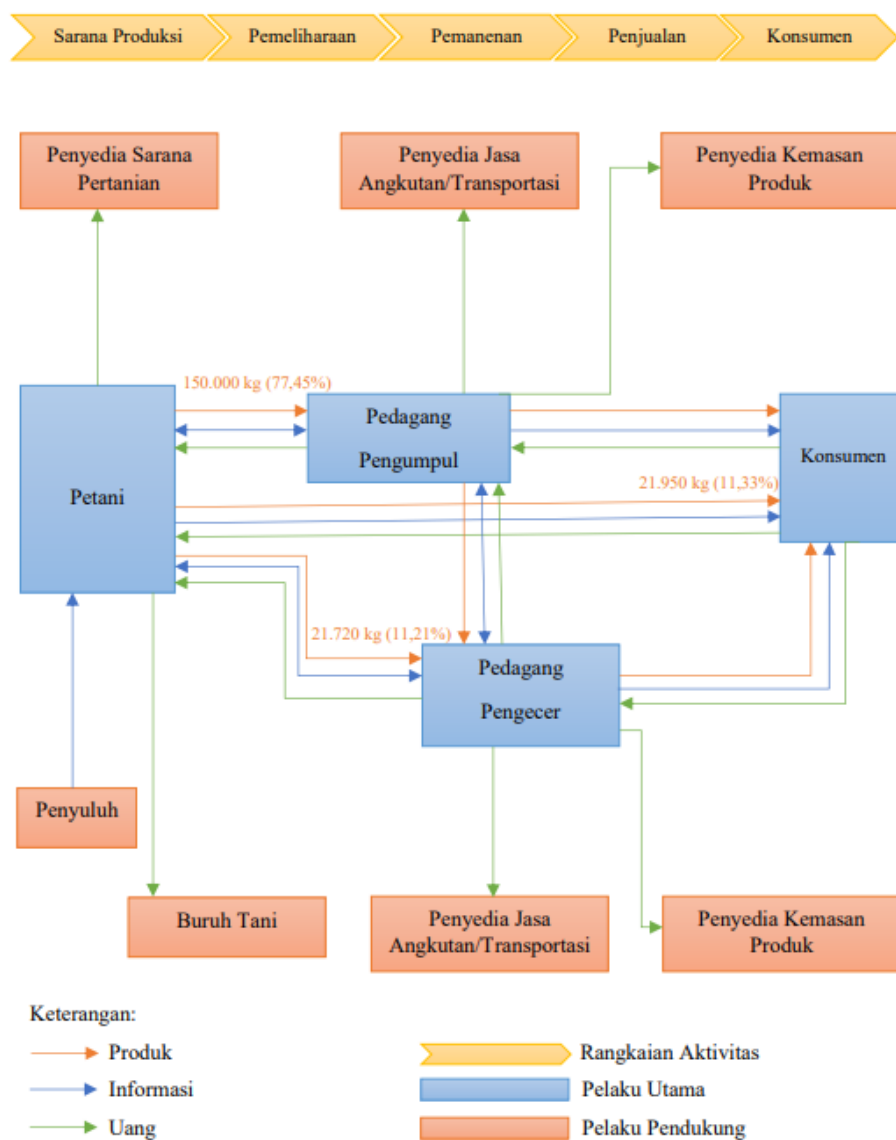 Sarana Produksi
Pemeliharaan
Pemanenan
Penjualan
Konsumen
Penyedia Sarana
Pertanian
Penyedia Jasa
Angkutan/Transportasi
Penyedia Kemasan
Produk
150.000 kg (77,45%)
Petani
Pedagang
Pengumpul
Konsumen
21.950 kg (11,33%)
21.720 kg (11,21%)
Pedagang
Pengecer
Penyuluh
Buruh Tani
Penyedia Jasa
Angkutan/Transportasi
Penyedia Kemasan
Produk
Keterangan:
Produk
Informasi
Uang
Rangkaian Aktivitas
Pelaku Utama
Pelaku Pendukung